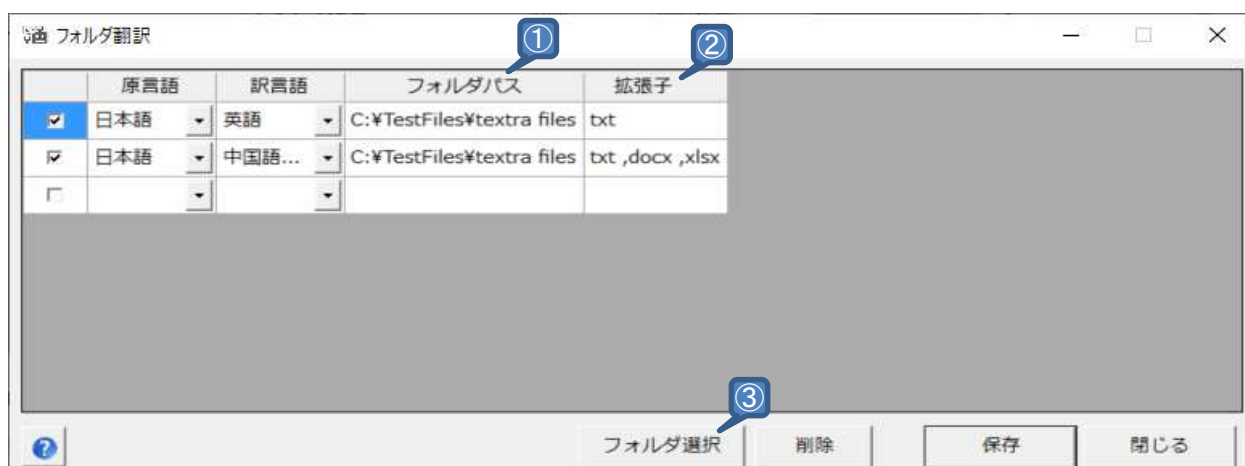 フォルダ翻訳
①
②
原言語 訳言語 フォルダパス 拡張子
日本語 英語 C:¥TestFiles¥textra files txt
日本語 中国語... C:¥TestFiles¥textra files txt ,docx ,xlsx
③
? フォルダ選択 削除 保存 閉じる